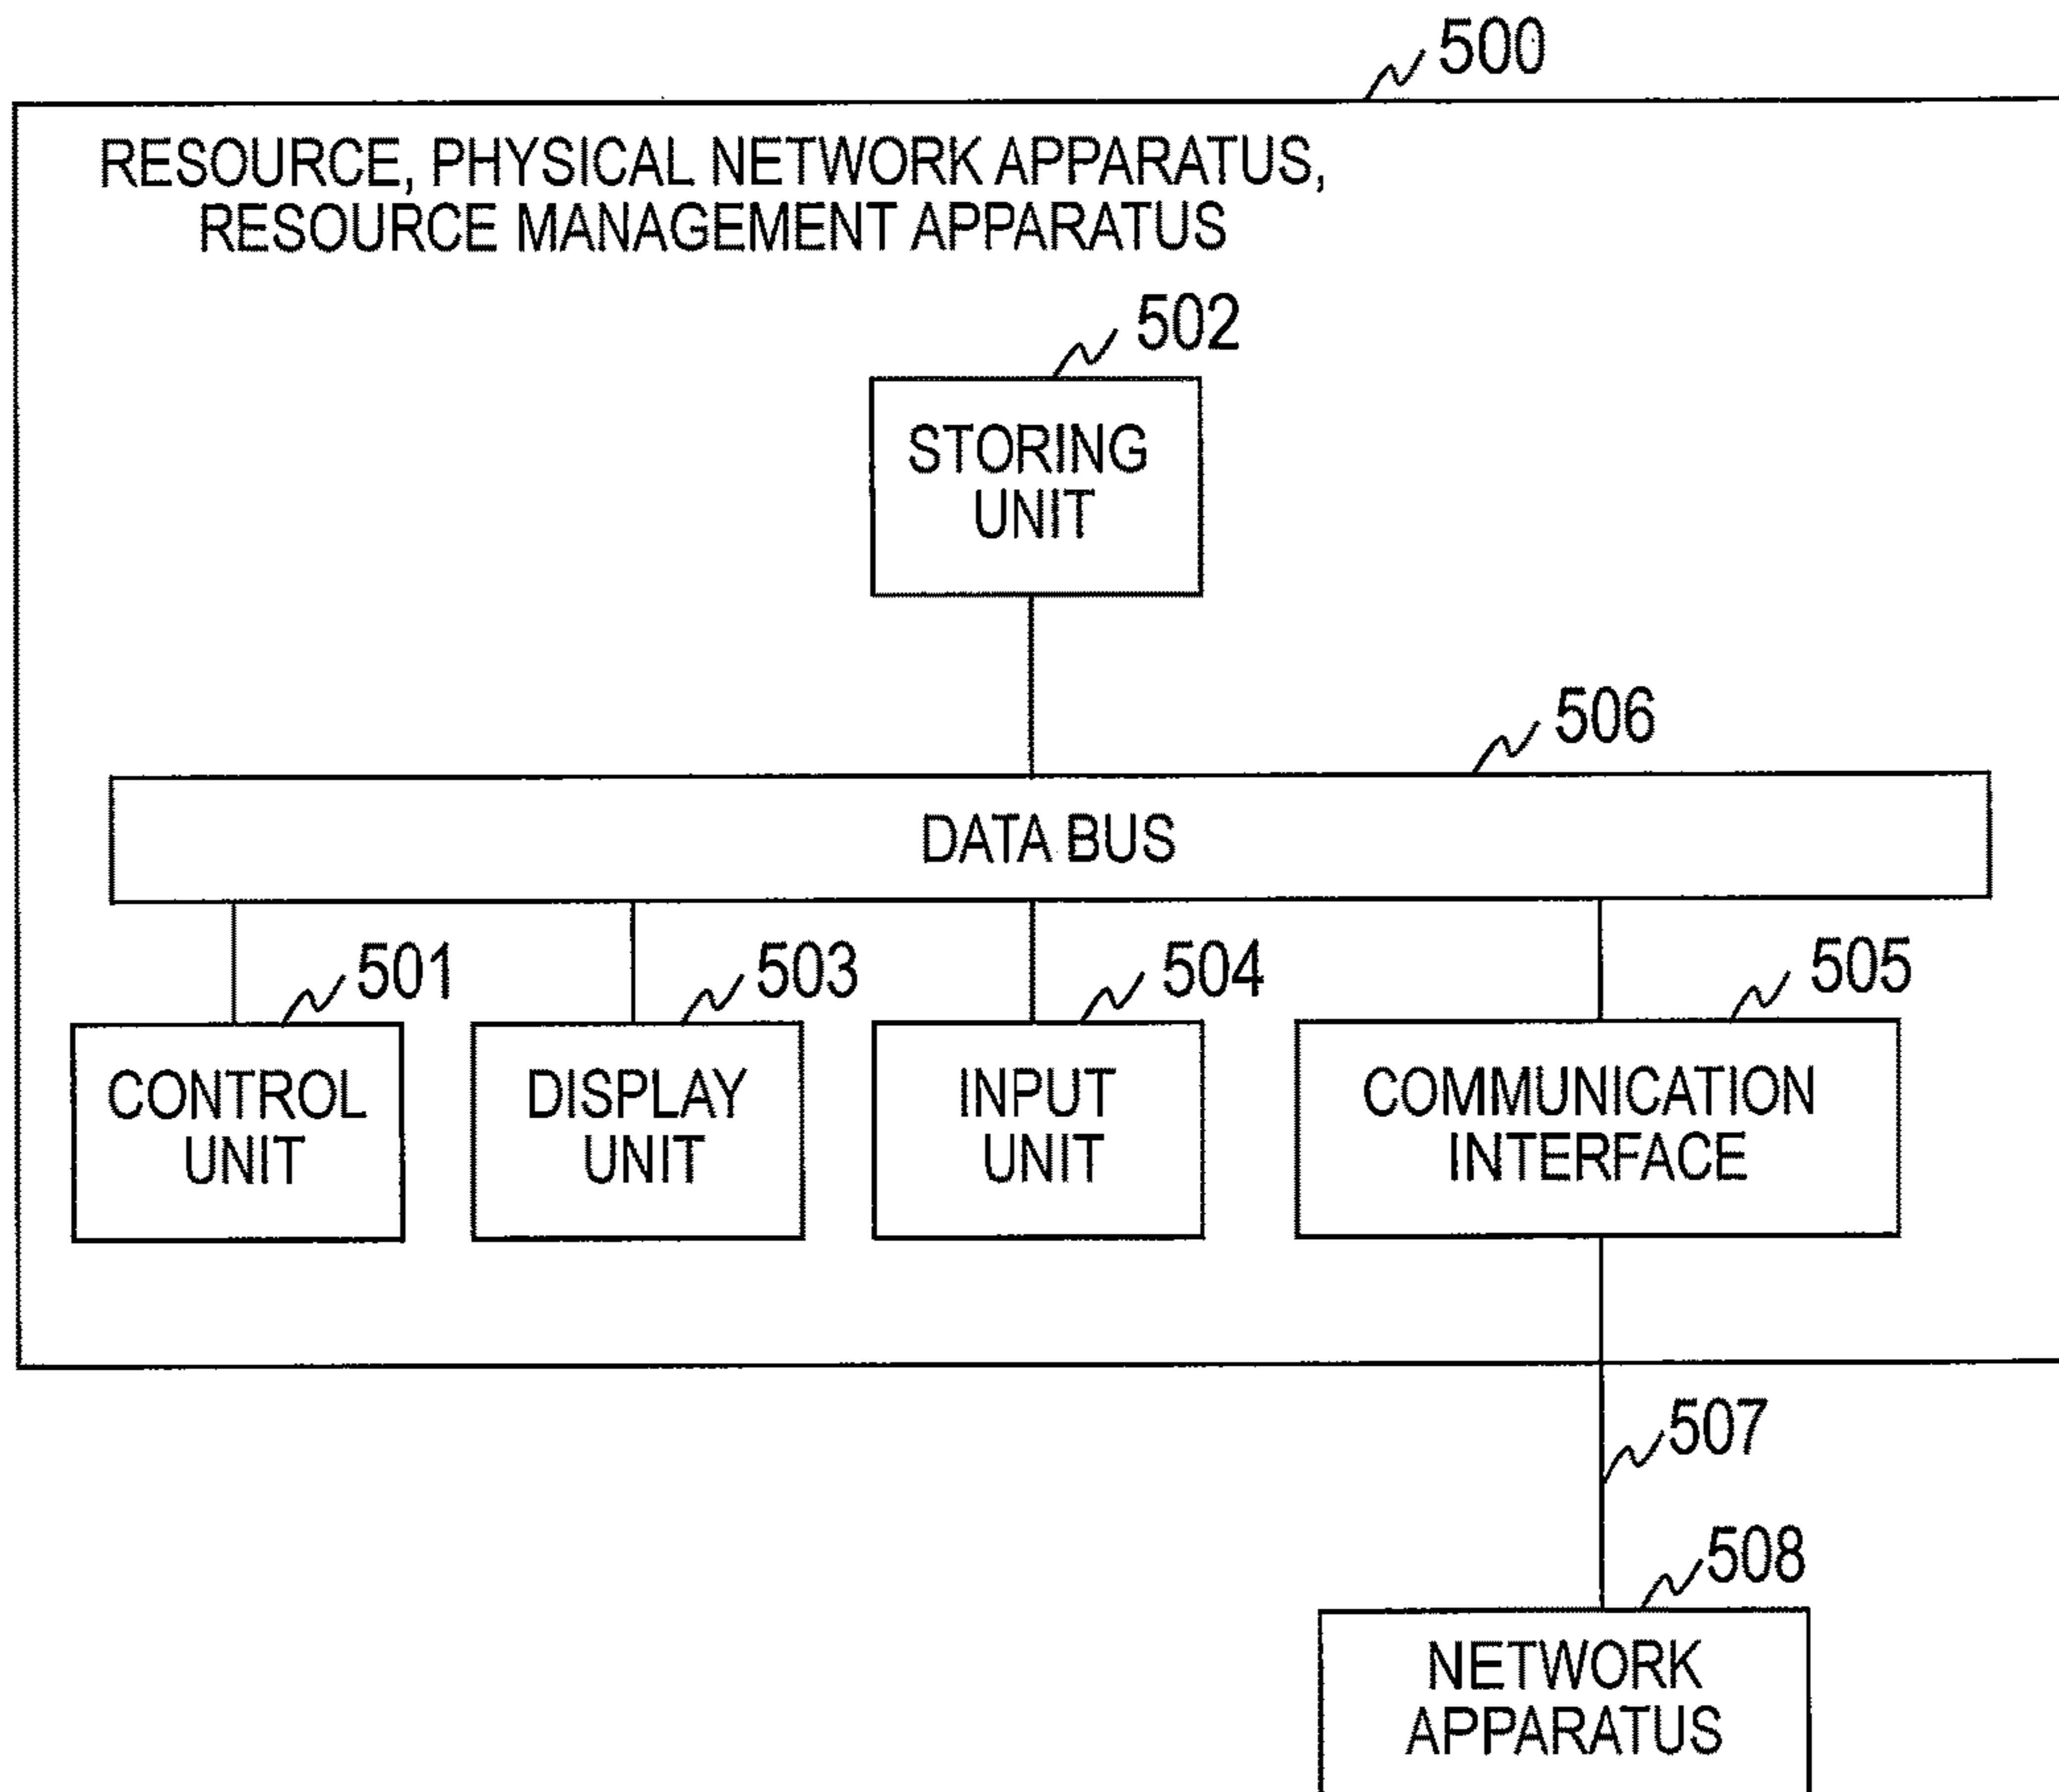 500
RESOURCE, PHYSICAL NETWORK APPARATUS,
RESOURCE MANAGEMENT APPARATUS
502
STORING
UNIT
506
DATA BUS
501
503
504
505
CONTROL
UNIT
DISPLAY
UNIT
INPUT
UNIT
COMMUNICATION
INTERFACE
507
508
NETWORK
APPARATUS